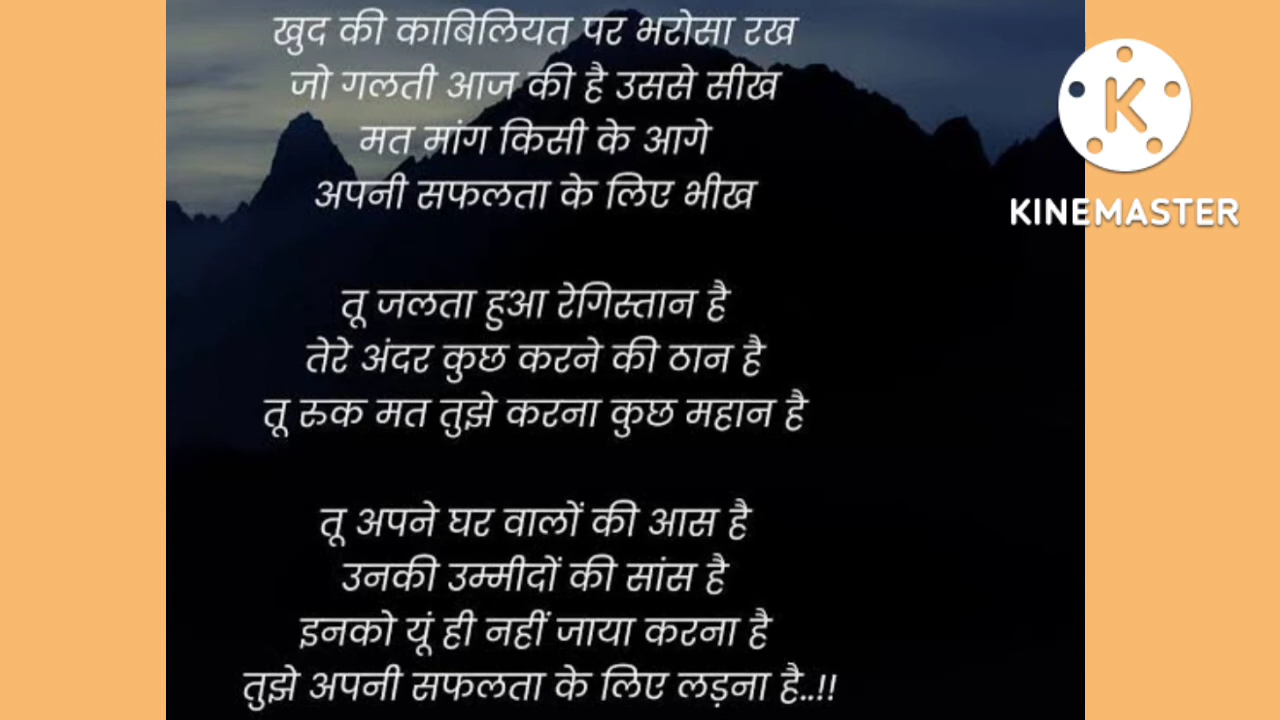 खुद की काबिलियत पर भरोसा रख
जो गलती आज की है उससे सीख
मत मांग किसी के आगे
अपनी सफलता के लिए भीख
तू जलता हुआ रेगिस्तान है
तेरे अंदर कुछ करने की ठान है
तू रुक मत तुझे करना कुछ महान है
तू अपने घर वालों की आस है
उनकी उम्मीदों की सांस है
इनको यूं ही नहीं जाया करना है
तुझे अपनी सफलता के लिए लड़ना है..!!
K
KINEMASTER